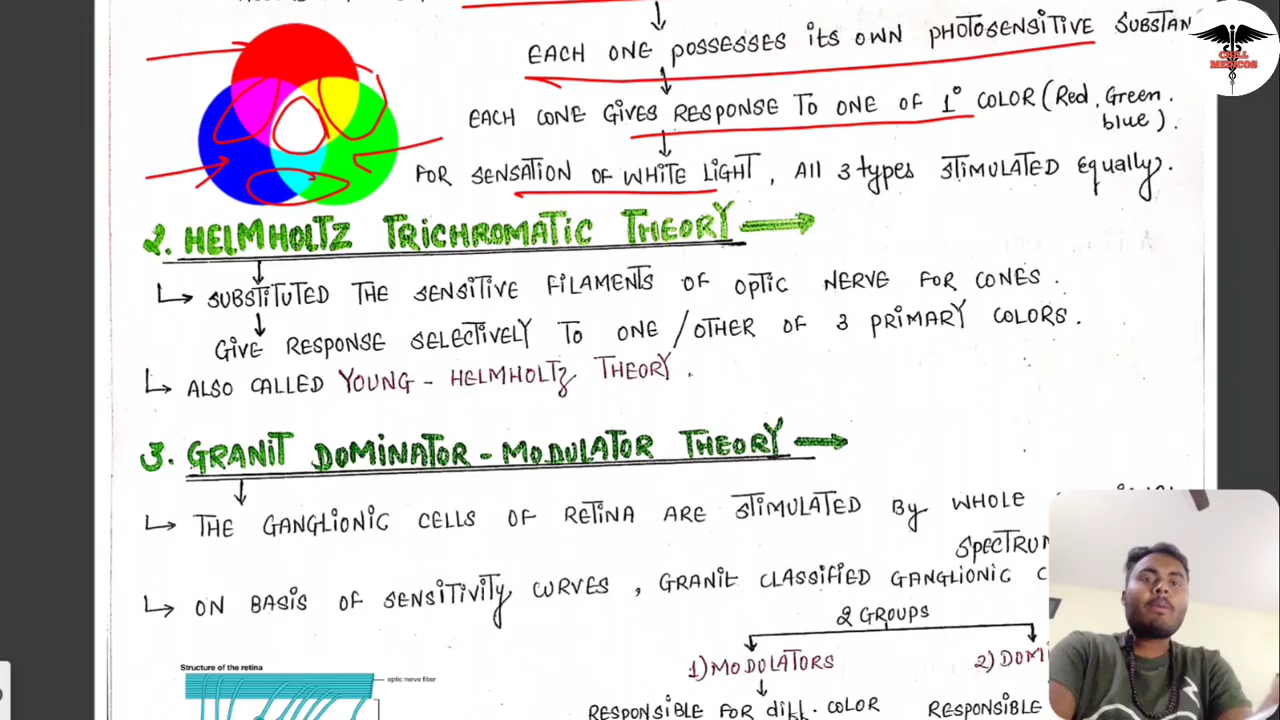 EACH ONE POSSESSES its OWN PHOTOSENSITIVE
CHILL
MEDICOS
EACH CONE GIVES RESPONSE TO ONE OF 1° COLOR (Red, Green.
blue).
FOR SENSATION OF WHITE LIGHT, ALL 3 types STIMULATED equally.
2. HELMHOLTZ TRICHROMATIC THEORY
SUBSTITUTED THE SENSITIVE FILAMENTS OF OPTIC NERVE FOR CONES.
GIVE RESPONSE SELECTIVELY TO ONE / OTHER OF 3 PRIMARY COLORS.
ALSO CALLED YOUNG - HELMHOLTZ THEORY.
3. GRANIT DOMINATOR - MODULATOR THEORY
THE GANGLIONIC CELLS OF RETINA ARE STIMULATED By WHOLE
ON BASIS OF SENSITIVITY CURVES, GRANIT CLASSIFIED GANGLIONIC
2 GROUPS
1) MODULATORS
2)
Structure of the retina
optic nerve fiber
RESPONSIBLE FOR diff. COLOR
RESPONSIBLE